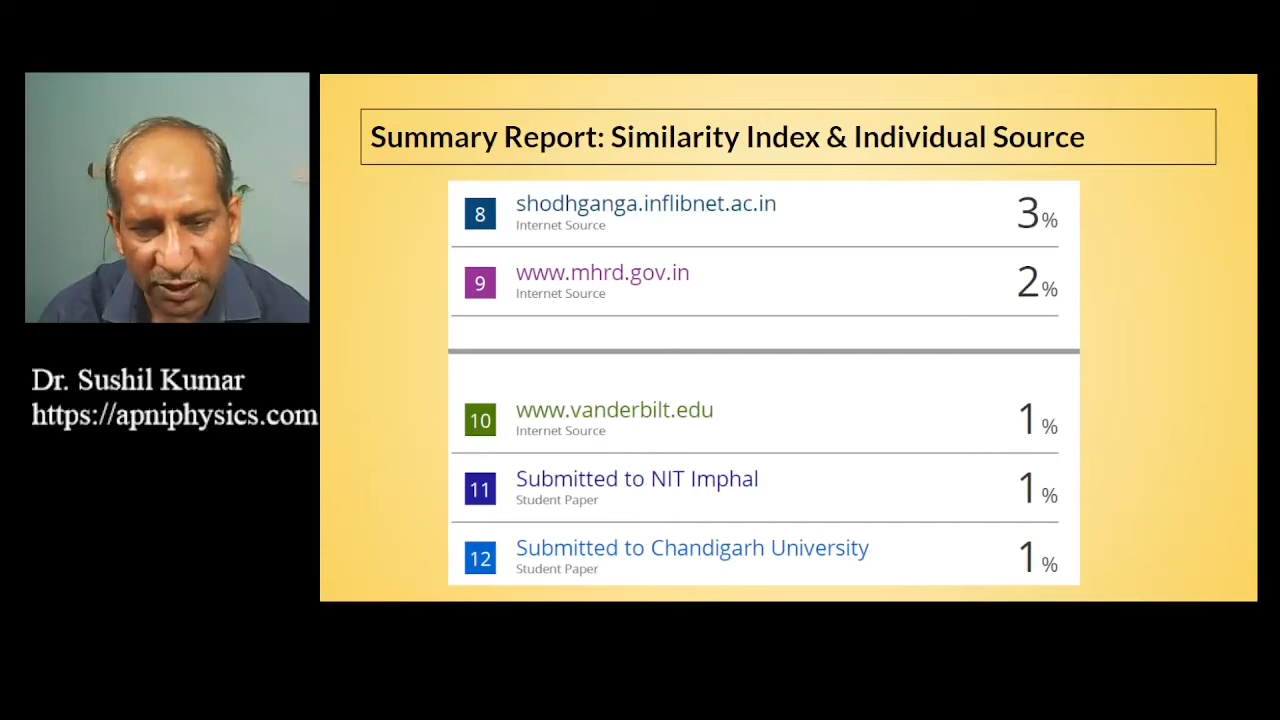 Summary Report: Similarity Index & Individual Source
8 shodhganga.inflibnet.ac.in 3%
Internet Source
9 www.mhrd.gov.in 2%
Internet Source
10 www.vanderbilt.edu 1%
Internet Source
11 Submitted to NIT Imphal 1%
Student Paper
12 Submitted to Chandigarh University 1%
Student Paper
Dr. Sushil Kumar
https://apniphysics.com